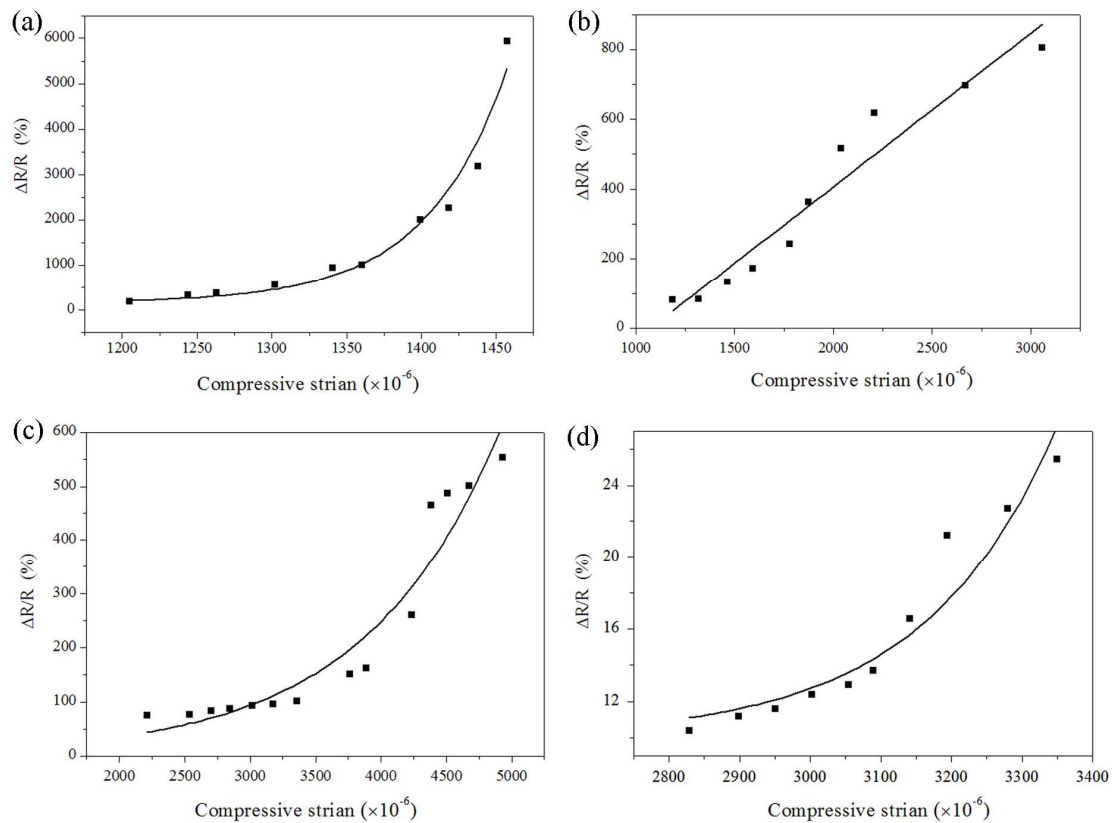 (a)
6000
5000
4000
3000
2000
1000
0
ΔR/R (%)
1200 1250 1300 1350 1400 1450
Compressive strian (×10⁻⁶)
(b)
800
600
400
200
0
ΔR/R (%)
1000 1500 2000 2500 3000
Compressive strian (×10⁻⁶)
(c)
600
500
400
300
200
100
0
ΔR/R (%)
2000 2500 3000 3500 4000 4500 5000
Compressive strian (×10⁻⁶)
(d)
24
20
16
12
ΔR/R (%)
2800 2900 3000 3100 3200 3300 3400
Compressive strian (×10⁻⁶)